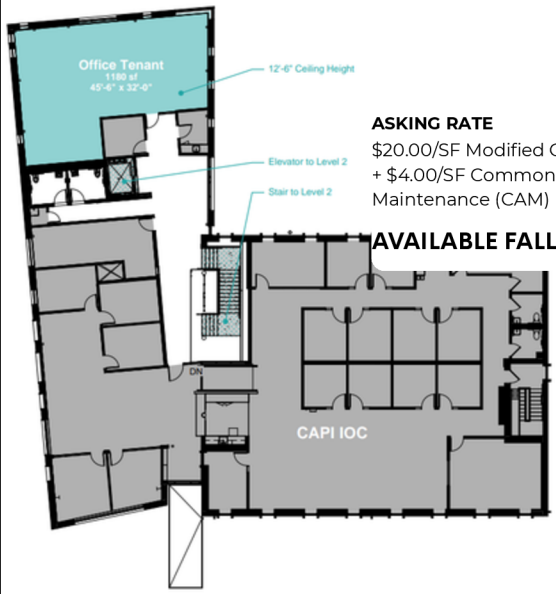 Office Tenant
1180 sf
45'-6" x 32'-0"
12'-6" Ceiling Height
Elevator to Level 2
Stair to Level 2
ASKING RATE
$20.00/SF Modified
+ $4.00/SF Common
Maintenance (CAM)
AVAILABLE FALL
DN
CAPI IOC